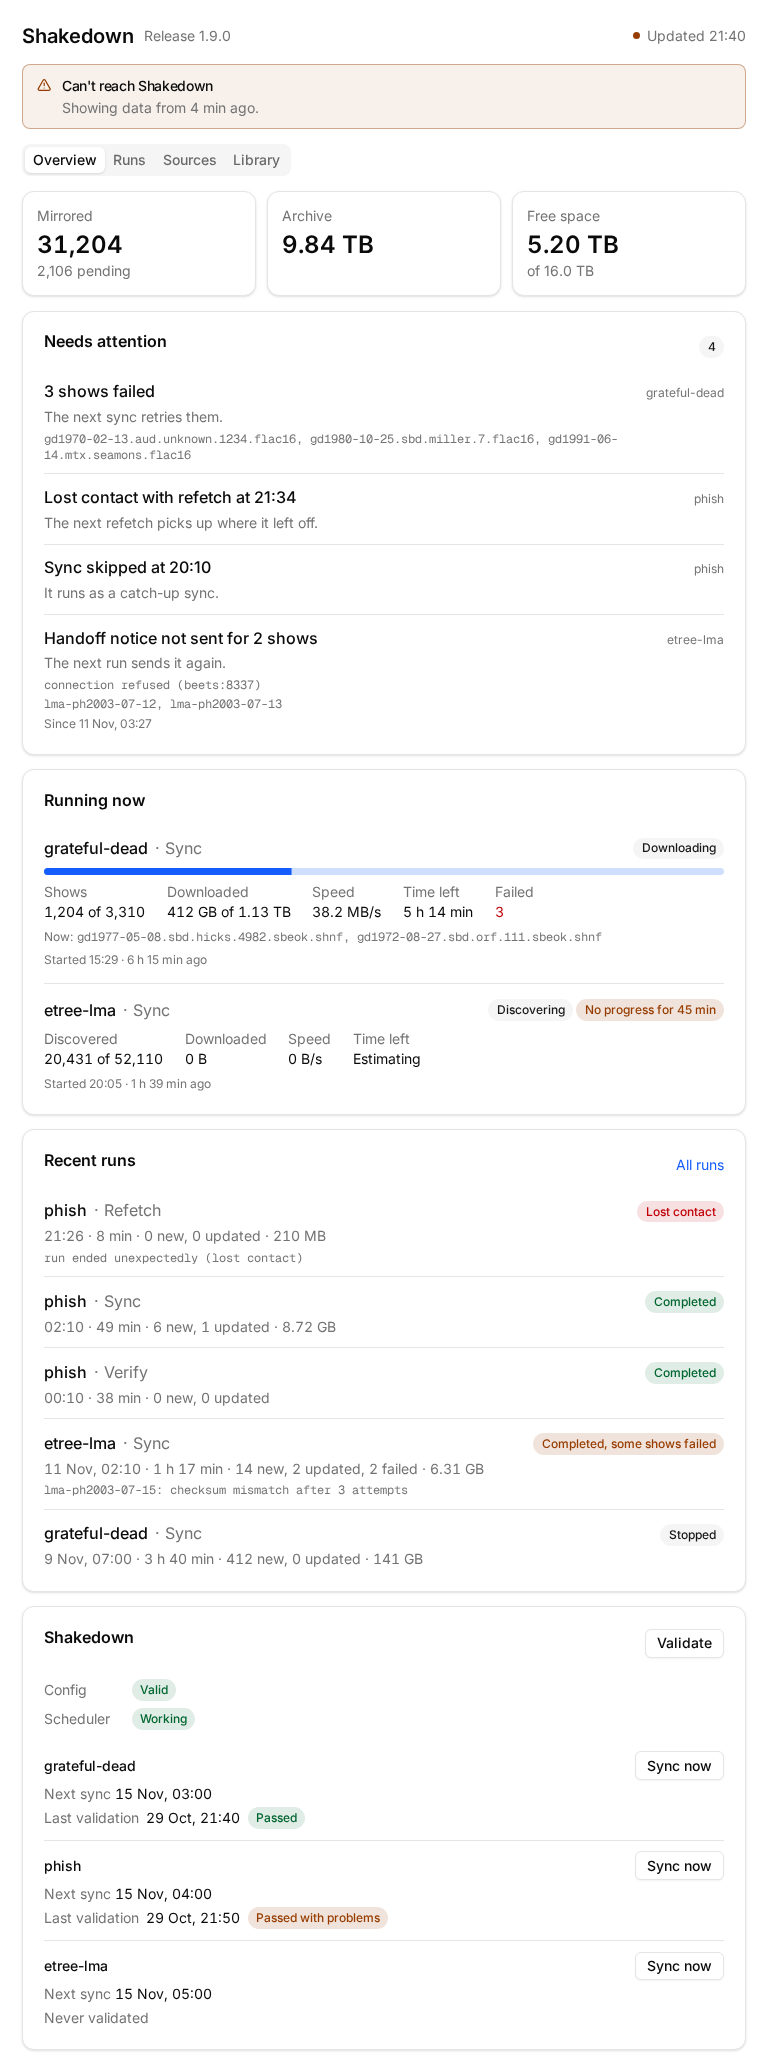 Shakedown Release 1.9.0 Updated 21:40
Can't reach Shakedown
Showing data from 4 min ago.
Overview Runs Sources Library
Mirrored
31,204
2,106 pending
Archive
9.84 TB
Free space
5.20 TB
of 16.0 TB
Needs attention 4
3 shows failed grateful-dead
The next sync retries them.
gd1970-02-13.aud.unknown.1234.flac16, gd1980-10-25.sbd.miller.7.flac16, gd1991-06-
14.mtx.seamons.flac16
Lost contact with refetch at 21:34 phish
The next refetch picks up where it left off.
Sync skipped at 20:10 phish
It runs as a catch-up sync.
Handoff notice not sent for 2 shows etree-lma
The next run sends it again.
connection refused (beets:8337)
lma-ph2003-07-12, lma-ph2003-07-13
Since 11 Nov, 03:27
Running now
grateful-dead · Sync Downloading
Shows Downloaded Speed Time left Failed
1,204 of 3,310 412 GB of 1.13 TB 38.2 MB/s 5 h 14 min 3
Now: gd1977-05-08.sbd.hicks.4982.sbeok.shnf, gd1972-08-27.sbd.orf.111.sbeok.shnf
Started 15:29 · 6 h 15 min ago
etree-lma · Sync Discovering No progress for 45 min
Discovered Downloaded Speed Time left
20,431 of 52,110 0 B 0 B/s Estimating
Started 20:05 · 1 h 39 min ago
Recent runs All runs
phish · Refetch Lost contact
21:26 · 8 min · 0 new, 0 updated · 210 MB
run ended unexpectedly (lost contact)
phish · Sync Completed
02:10 · 49 min · 6 new, 1 updated · 8.72 GB
phish · Verify Completed
00:10 · 38 min · 0 new, 0 updated
etree-lma · Sync Completed, some shows failed
11 Nov, 02:10 · 1 h 17 min · 14 new, 2 updated, 2 failed · 6.31 GB
lma-ph2003-07-15: checksum mismatch after 3 attempts
grateful-dead · Sync Stopped
9 Nov, 07:00 · 3 h 40 min · 412 new, 0 updated · 141 GB
Shakedown Validate
Config Valid
Scheduler Working
grateful-dead Sync now
Next sync 15 Nov, 03:00
Last validation 29 Oct, 21:40 Passed
phish Sync now
Next sync 15 Nov, 04:00
Last validation 29 Oct, 21:50 Passed with problems
etree-lma Sync now
Next sync 15 Nov, 05:00
Never validated